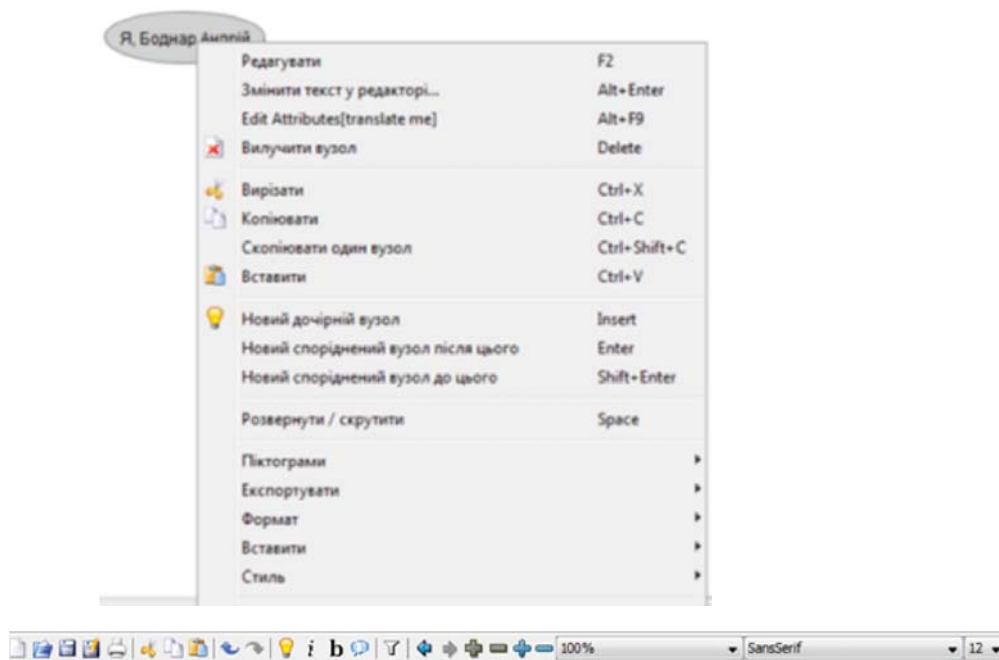 Я, Боднар Андрій
Редагувати F2
Змінити текст у редакторі... Alt+Enter
Edit Attributes[translate me] Alt+F9
Вилучити вузол Delete
Вирізати Ctrl+X
Копіювати Ctrl+C
Скопіювати один вузол Ctrl+Shift+C
Вставити Ctrl+V
Новий дочірній вузол Insert
Новий споріднений вузол після цього Enter
Новий споріднений вузол до цього Shift+Enter
Розвернути / скрутити Space
Піктограми
Експортувати
Формат
Вставити
Стиль
i b 100% SansSerif 12